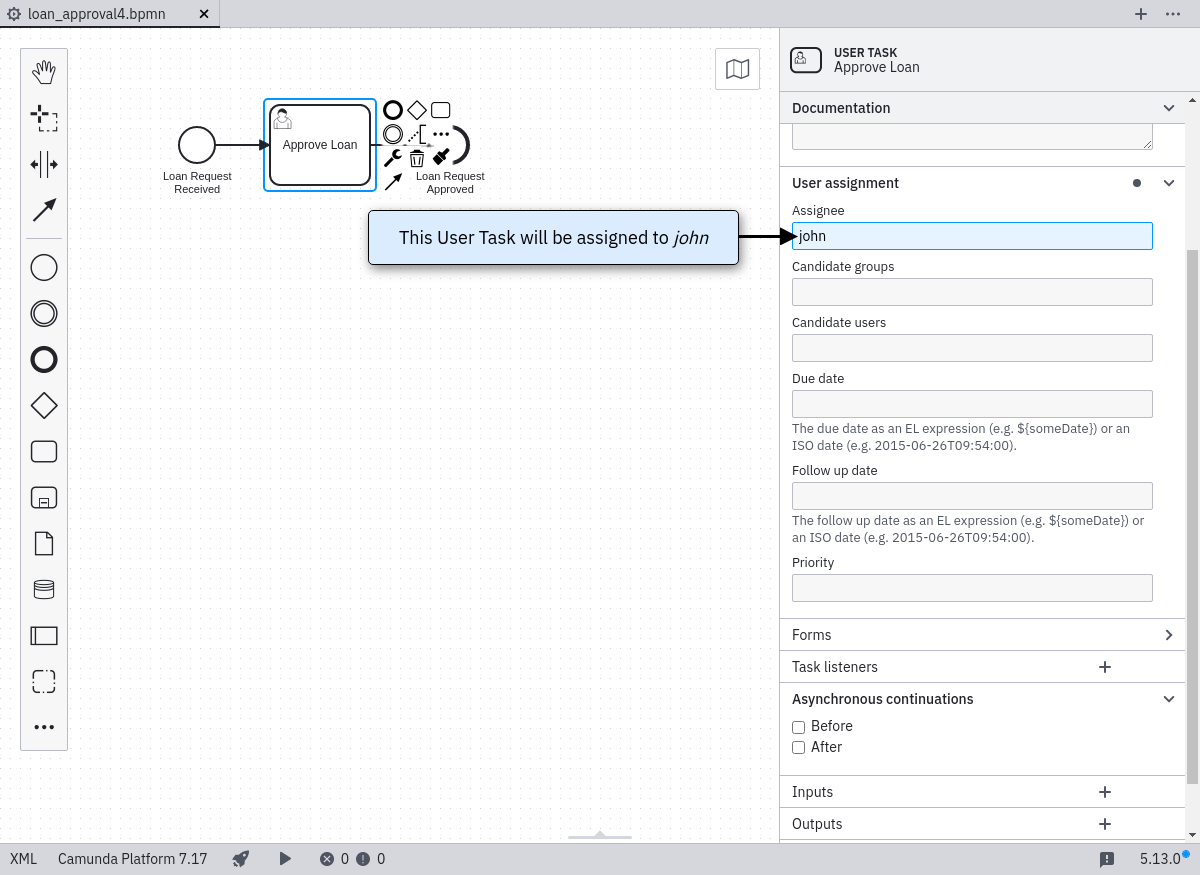 loan_approval4.bpmn
USER TASK
Approve Loan
Documentation
Approve Loan
Loan Request
Received
Loan Request
Approved
This User Task will be assigned to john
User assignment
Assignee
john
Candidate groups
Candidate users
Due date
The due date as an EL expression (e.g. ${someDate}) or an
ISO date (e.g. 2015-06-26T09:54:00).
Follow up date
The follow up date as an EL expression (e.g. ${someDate}) or
an ISO date (e.g. 2015-06-26T09:54:00).
Priority
Forms
Task listeners
Asynchronous continuations
Before
After
Inputs
Outputs
XML Camunda Platform 7.17 0 0 5.13.0